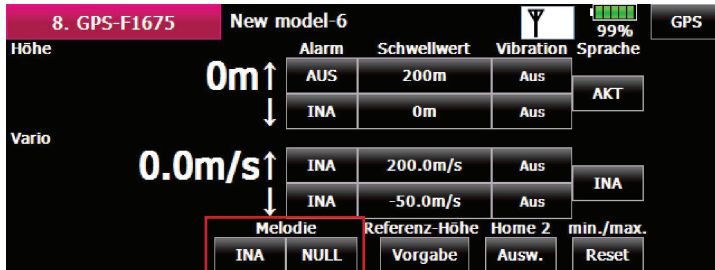 8. GPS-F1675 New model-6 99% GPS
Höhe Alarm Schwellwert Vibration Sprache
0m↑ AUS 200m Aus
AKT
↓ INA 0m Aus
Vario
0.0m/s↑ INA 200.0m/s Aus
INA
↓ INA -50.0m/s Aus
Melodie Referenz-Höhe Home 2 min./max.
INA NULL Vorgabe Ausw. Reset